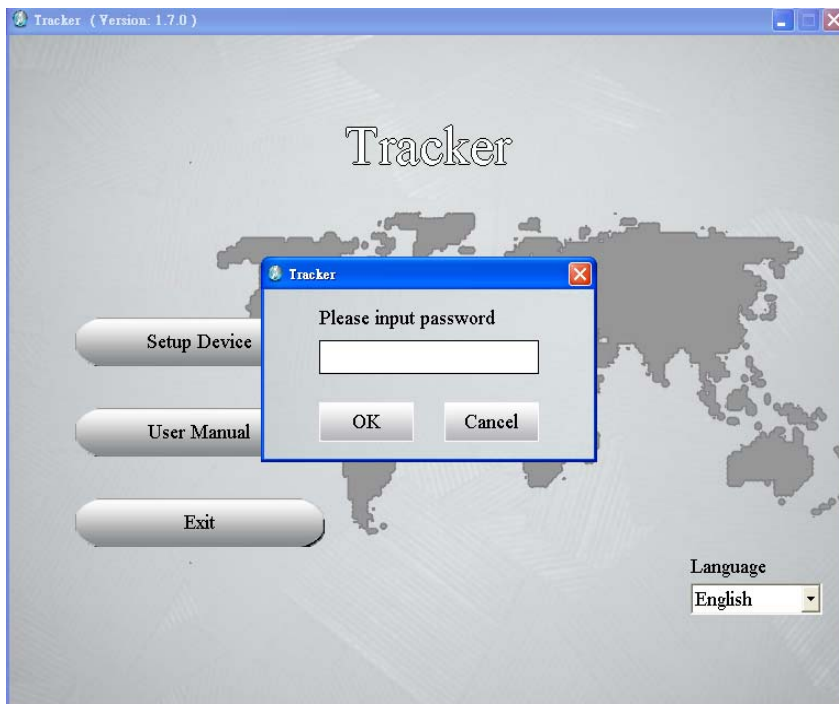 Tracker ( Version: 1.7.0 )
Tracker
Tracker
Please input password
OK Cancel
Setup Device
User Manual
Exit
Language
English